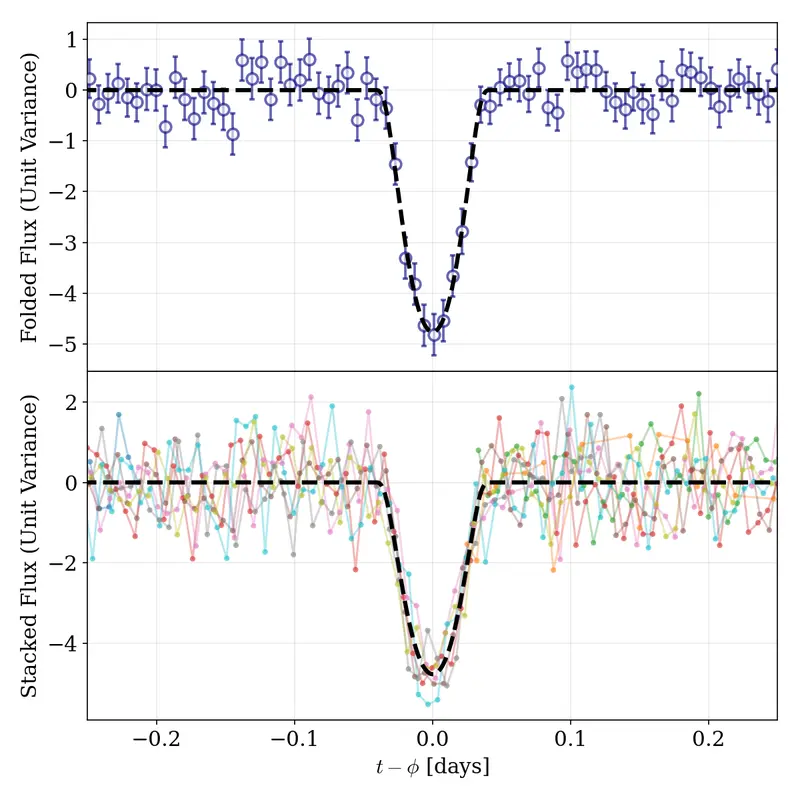 Folded Flux (Unit Variance)
1
0
−1
−2
−3
−4
−5
Stacked Flux (Unit Variance)
2
0
−2
−4
−0.2 −0.1 0.0 0.1 0.2
t − ϕ [days]